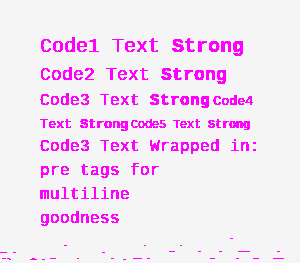 Code1 Text Strong
Code2 Text Strong
Code3 Text Strong Code4
Text Strong Code5 Text Strong
Code3 Text Wrapped in:
pre tags for
multiline
goodness